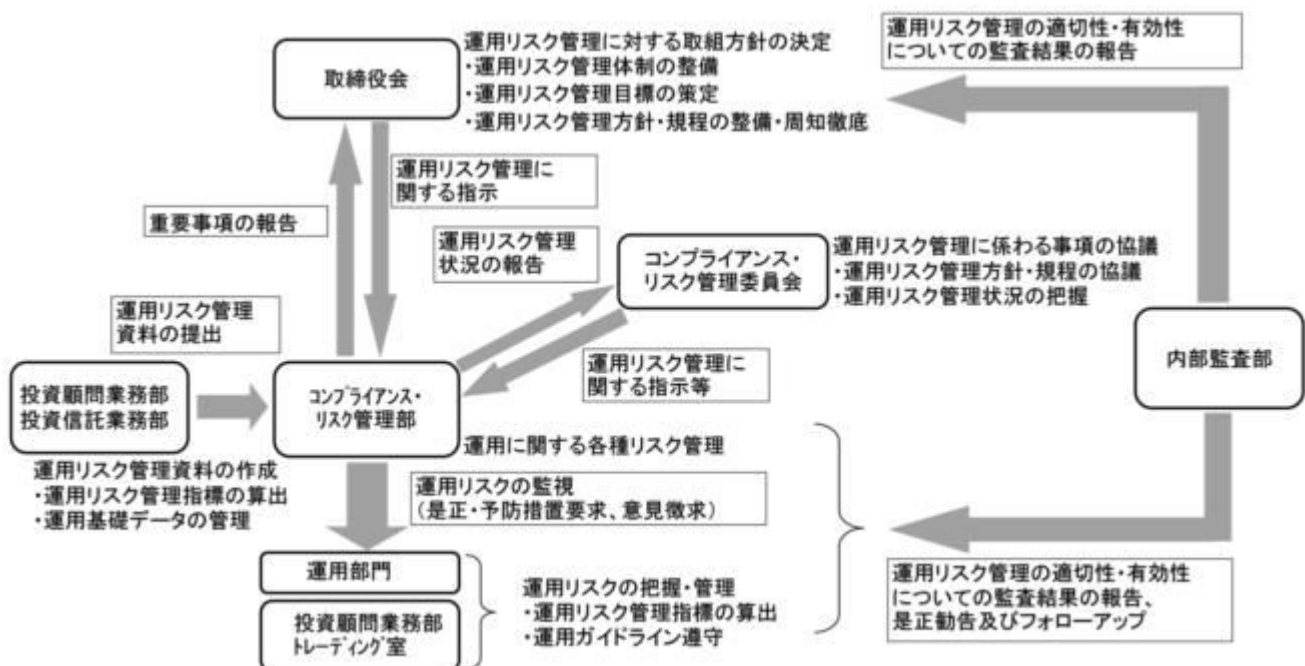 取締役会
運用リスク管理に対する取組方針の決定
・運用リスク管理体制の整備
・運用リスク管理目標の策定
・運用リスク管理方針・規程の整備・周知徹底
運用リスク管理の適切性・有効性
についての監査結果の報告
運用リスク管理に
関する指示
重要事項の報告
運用リスク管理
状況の報告
コンプライアンス・
リスク管理委員会
運用リスク管理に係わる事項の協議
・運用リスク管理方針・規程の協議
・運用リスク管理状況の把握
運用リスク管理
資料の提出
運用リスク管理に
関する指示等
内部監査部
投資顧問業務部
投資信託業務部
コンプライアンス・
リスク管理部
運用に関する各種リスク管理
運用リスク管理資料の作成
・運用リスク管理指標の算出
・運用基礎データの管理
運用リスクの監視
（是正・予防措置要求、意見徴求）
運用部門
投資顧問業務部
トレーディング室
運用リスクの把握・管理
・運用リスク管理指標の算出
・運用ガイドライン遵守
運用リスク管理の適切性・有効性
についての監査結果の報告、
是正勧告及びフォローアップ